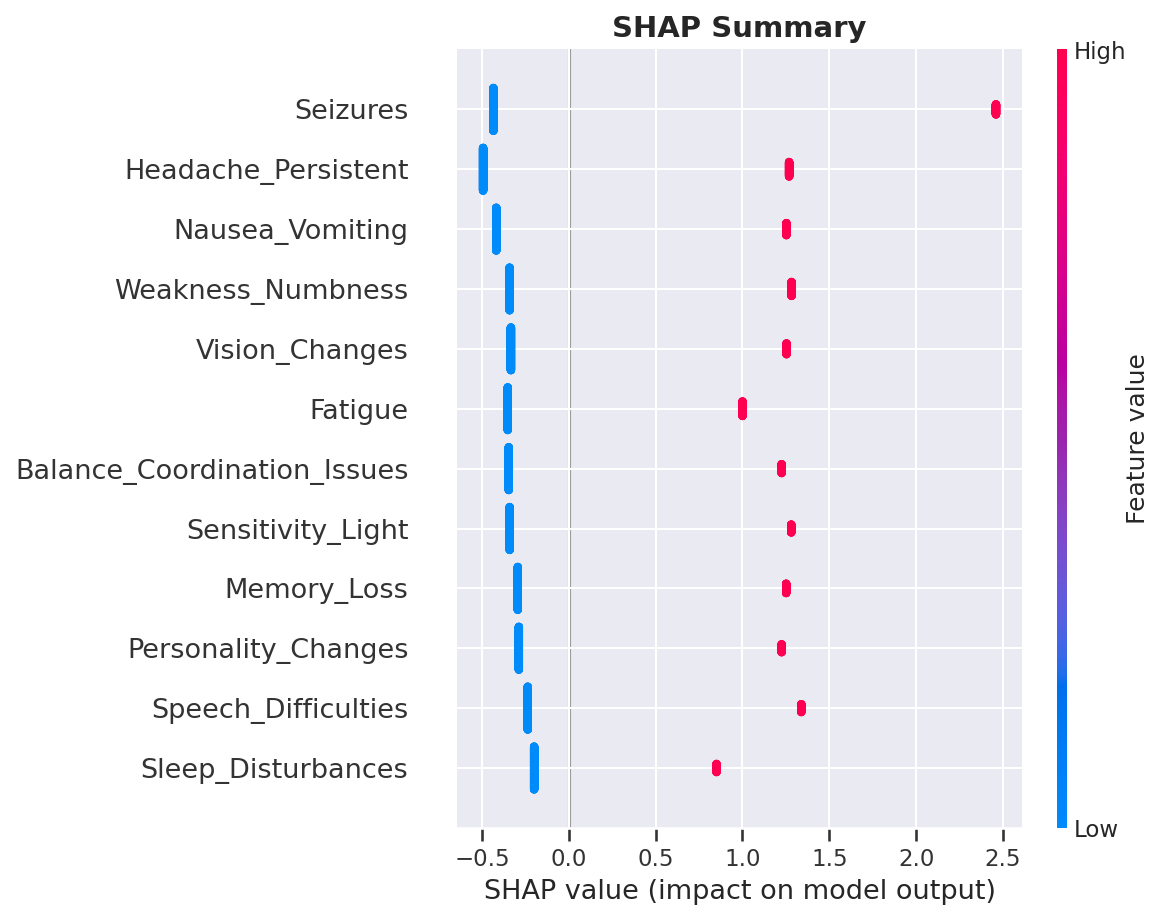 SHAP Summary
High
Seizures
Headache_Persistent
Nausea_Vomiting
Weakness_Numbness
Vision_Changes
Fatigue
Balance_Coordination_Issues
Sensitivity_Light
Memory_Loss
Personality_Changes
Speech_Difficulties
Sleep_Disturbances
Feature value
Low
−0.5 0.0 0.5 1.0 1.5 2.0 2.5
SHAP value (impact on model output)